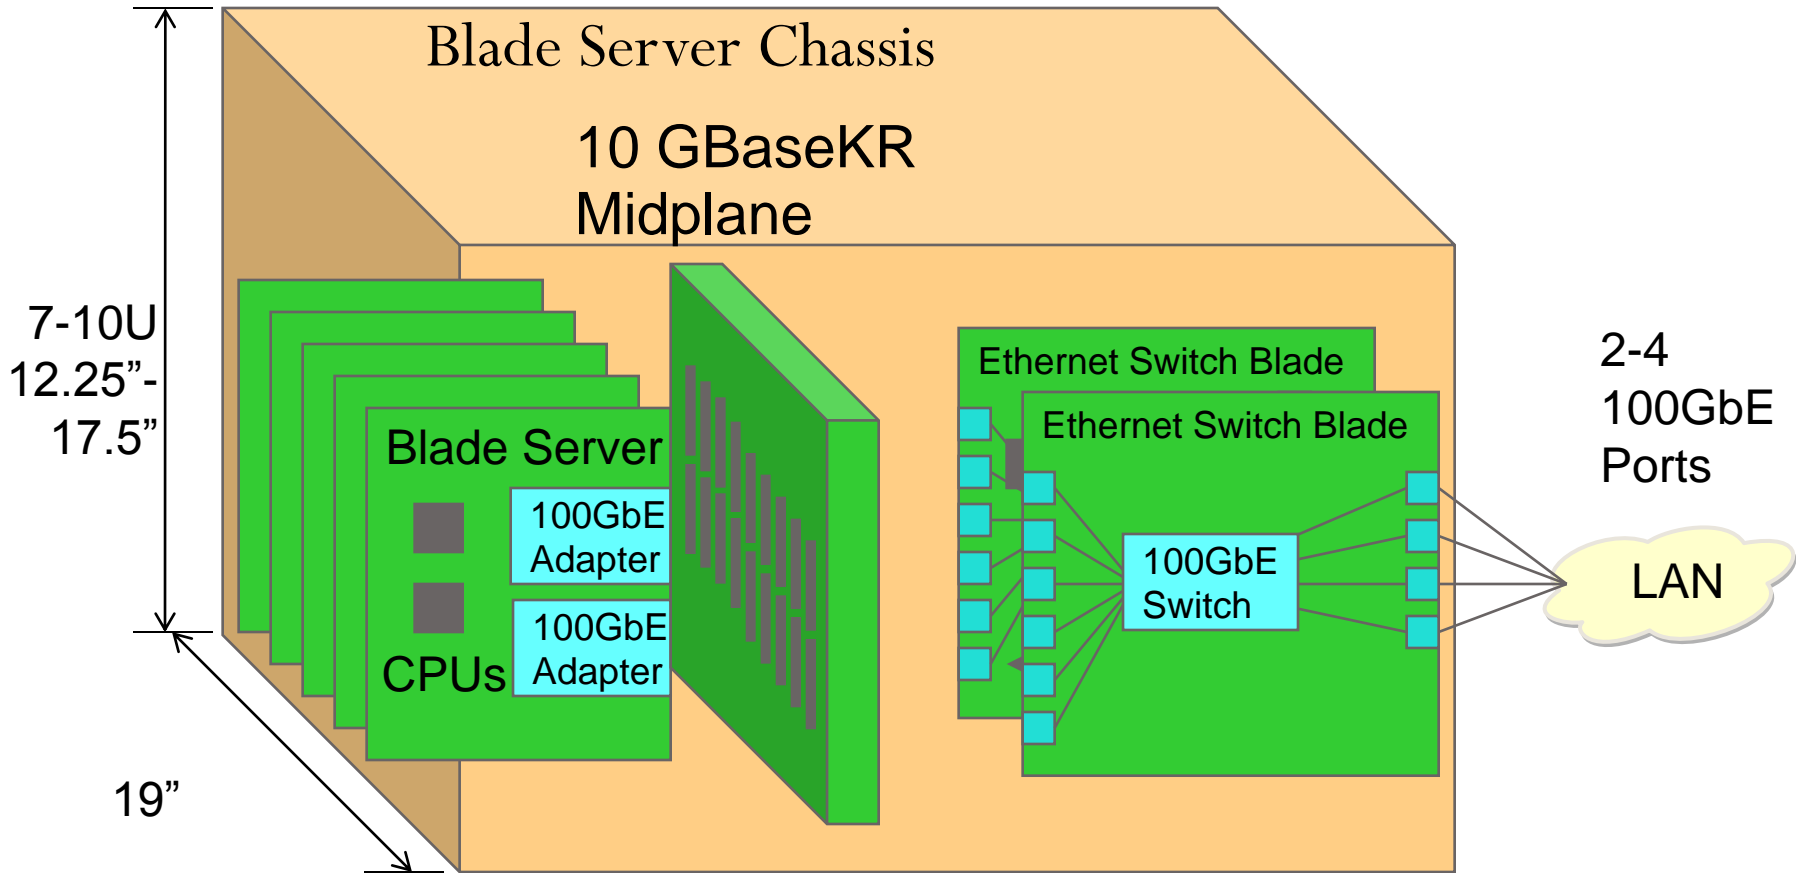 Blade Server Chassis
10 GBaseKR
Midplane
7-10U
12.25”-
17.5”
19”
Blade Server
CPUs
100GbE
Adapter
100GbE
Adapter
Ethernet Switch Blade
Ethernet Switch Blade
100GbE
Switch
2-4
100GbE
Ports
LAN